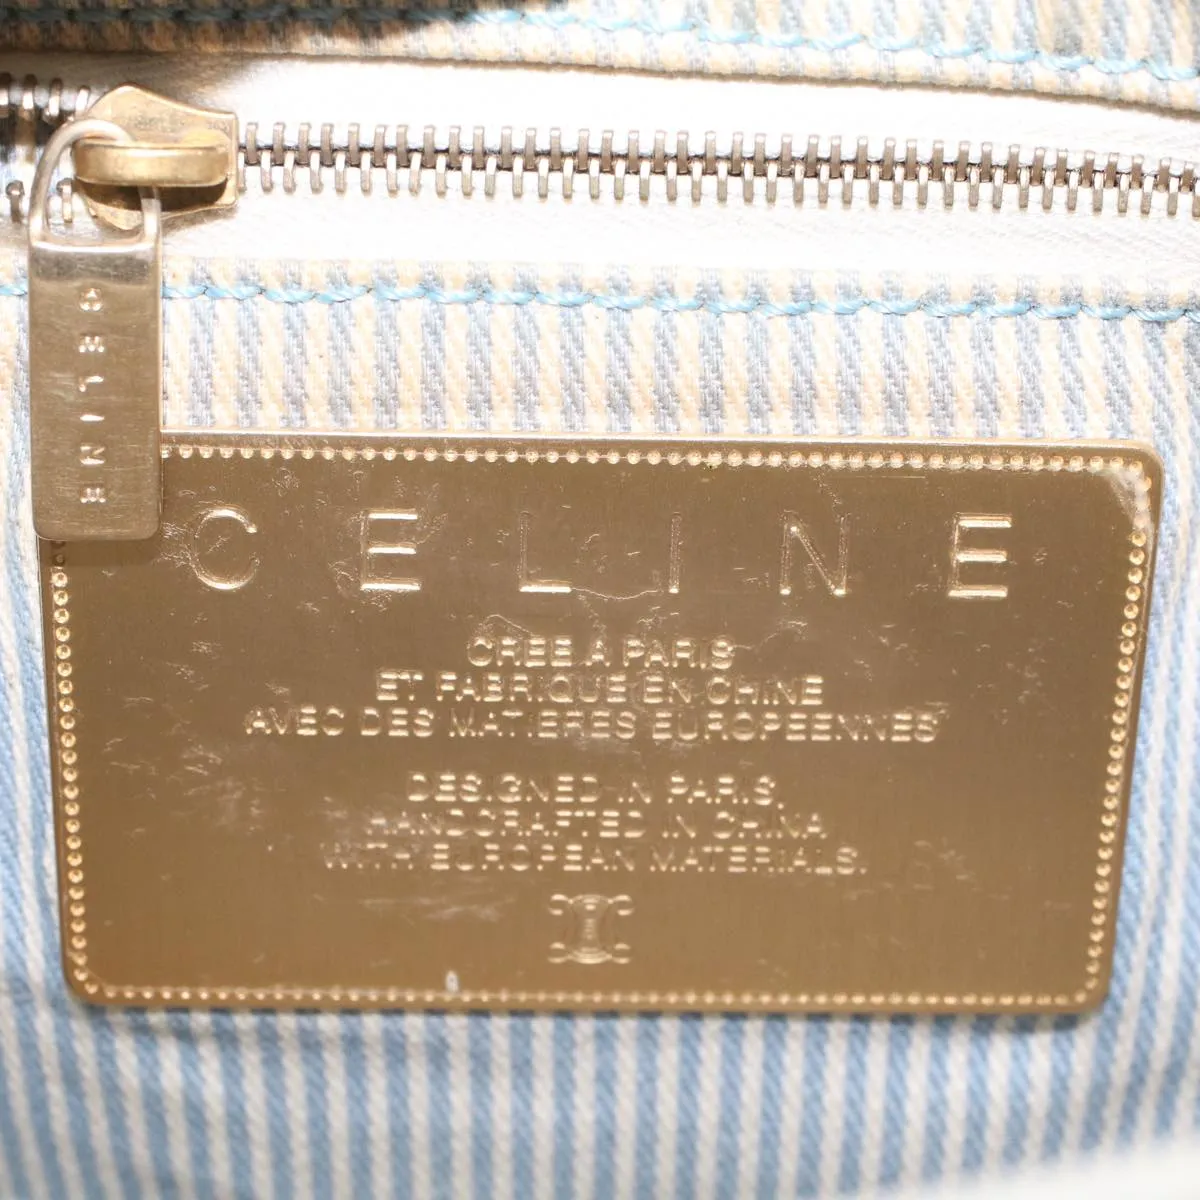 CELINE
CELINE
CREE A PARIS
ET FABRIQUE EN CHINE
AVEC DES MATIERES EUROPEENNES
DESIGNED IN PARIS,
HANDCRAFTED IN CHINA
WITH EUROPEAN MATERIALS.